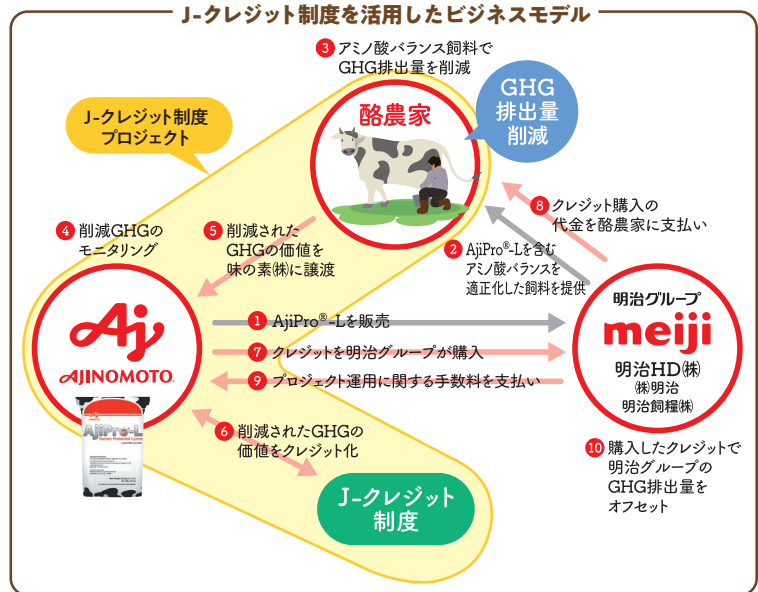 J-クレジット制度を活用したビジネスモデル
3 アミノ酸バランス飼料で
GHG排出量を削減
GHG
排出量
削減
酪農家
J-クレジット制度
プロジェクト
4 削減GHGの
モニタリング
5 削減された
GHGの価値を
味の素㈱に譲渡
8 クレジット購入の
代金を酪農家に支払い
2 AjiPro®-Lを含む
アミノ酸バランスを
適正化した飼料を提供
Aj
AJINOMOTO.
1 AjiPro®-Lを販売
7 クレジットを明治グループが購入
9 プロジェクト運用に関する手数料を支払い
明治グループ
meiji
明治HD㈱
㈱明治
明治飼糧㈱
AjiPro-L
6 削減されたGHGの
価値をクレジット化
J-クレジット
制度
10 購入したクレジットで
明治グループの
GHG排出量を
オフセット